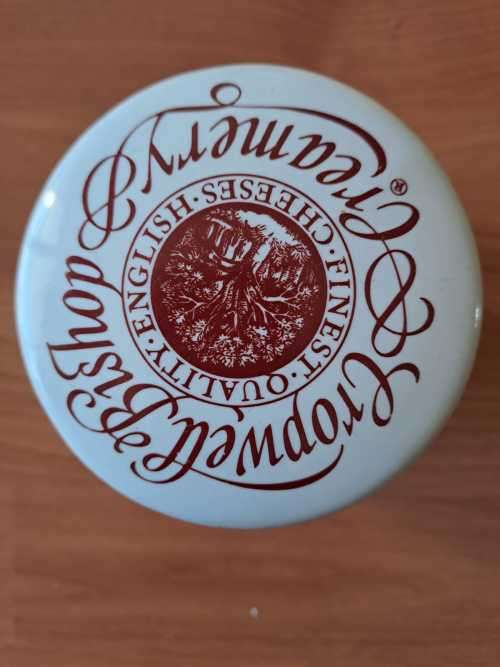 Cropwell Bishop
Creamery®
FINEST · QUALITY · ENGLISH · CHEESES ·